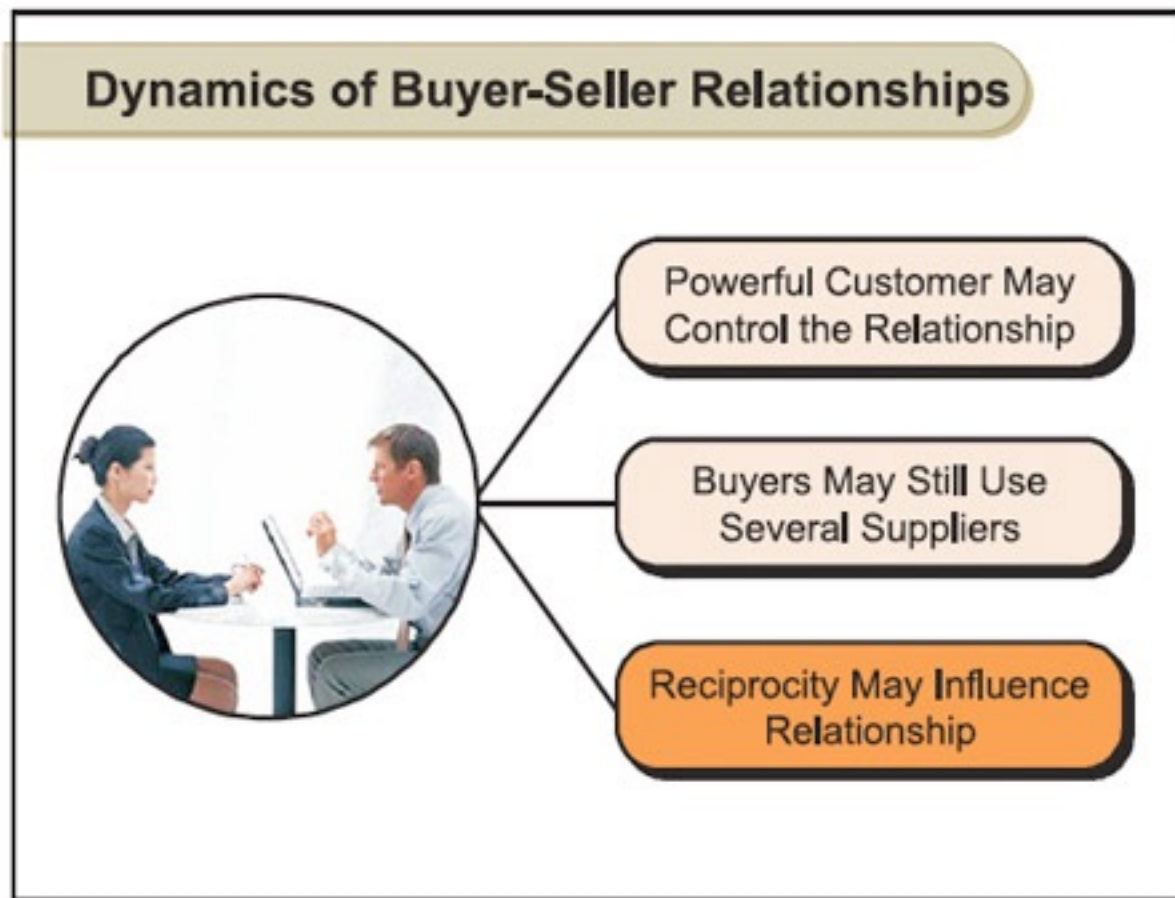 Dynamics of Buyer-Seller Relationships
Powerful Customer May
Control the Relationship
Buyers May Still Use
Several Suppliers
Reciprocity May Influence
Relationship